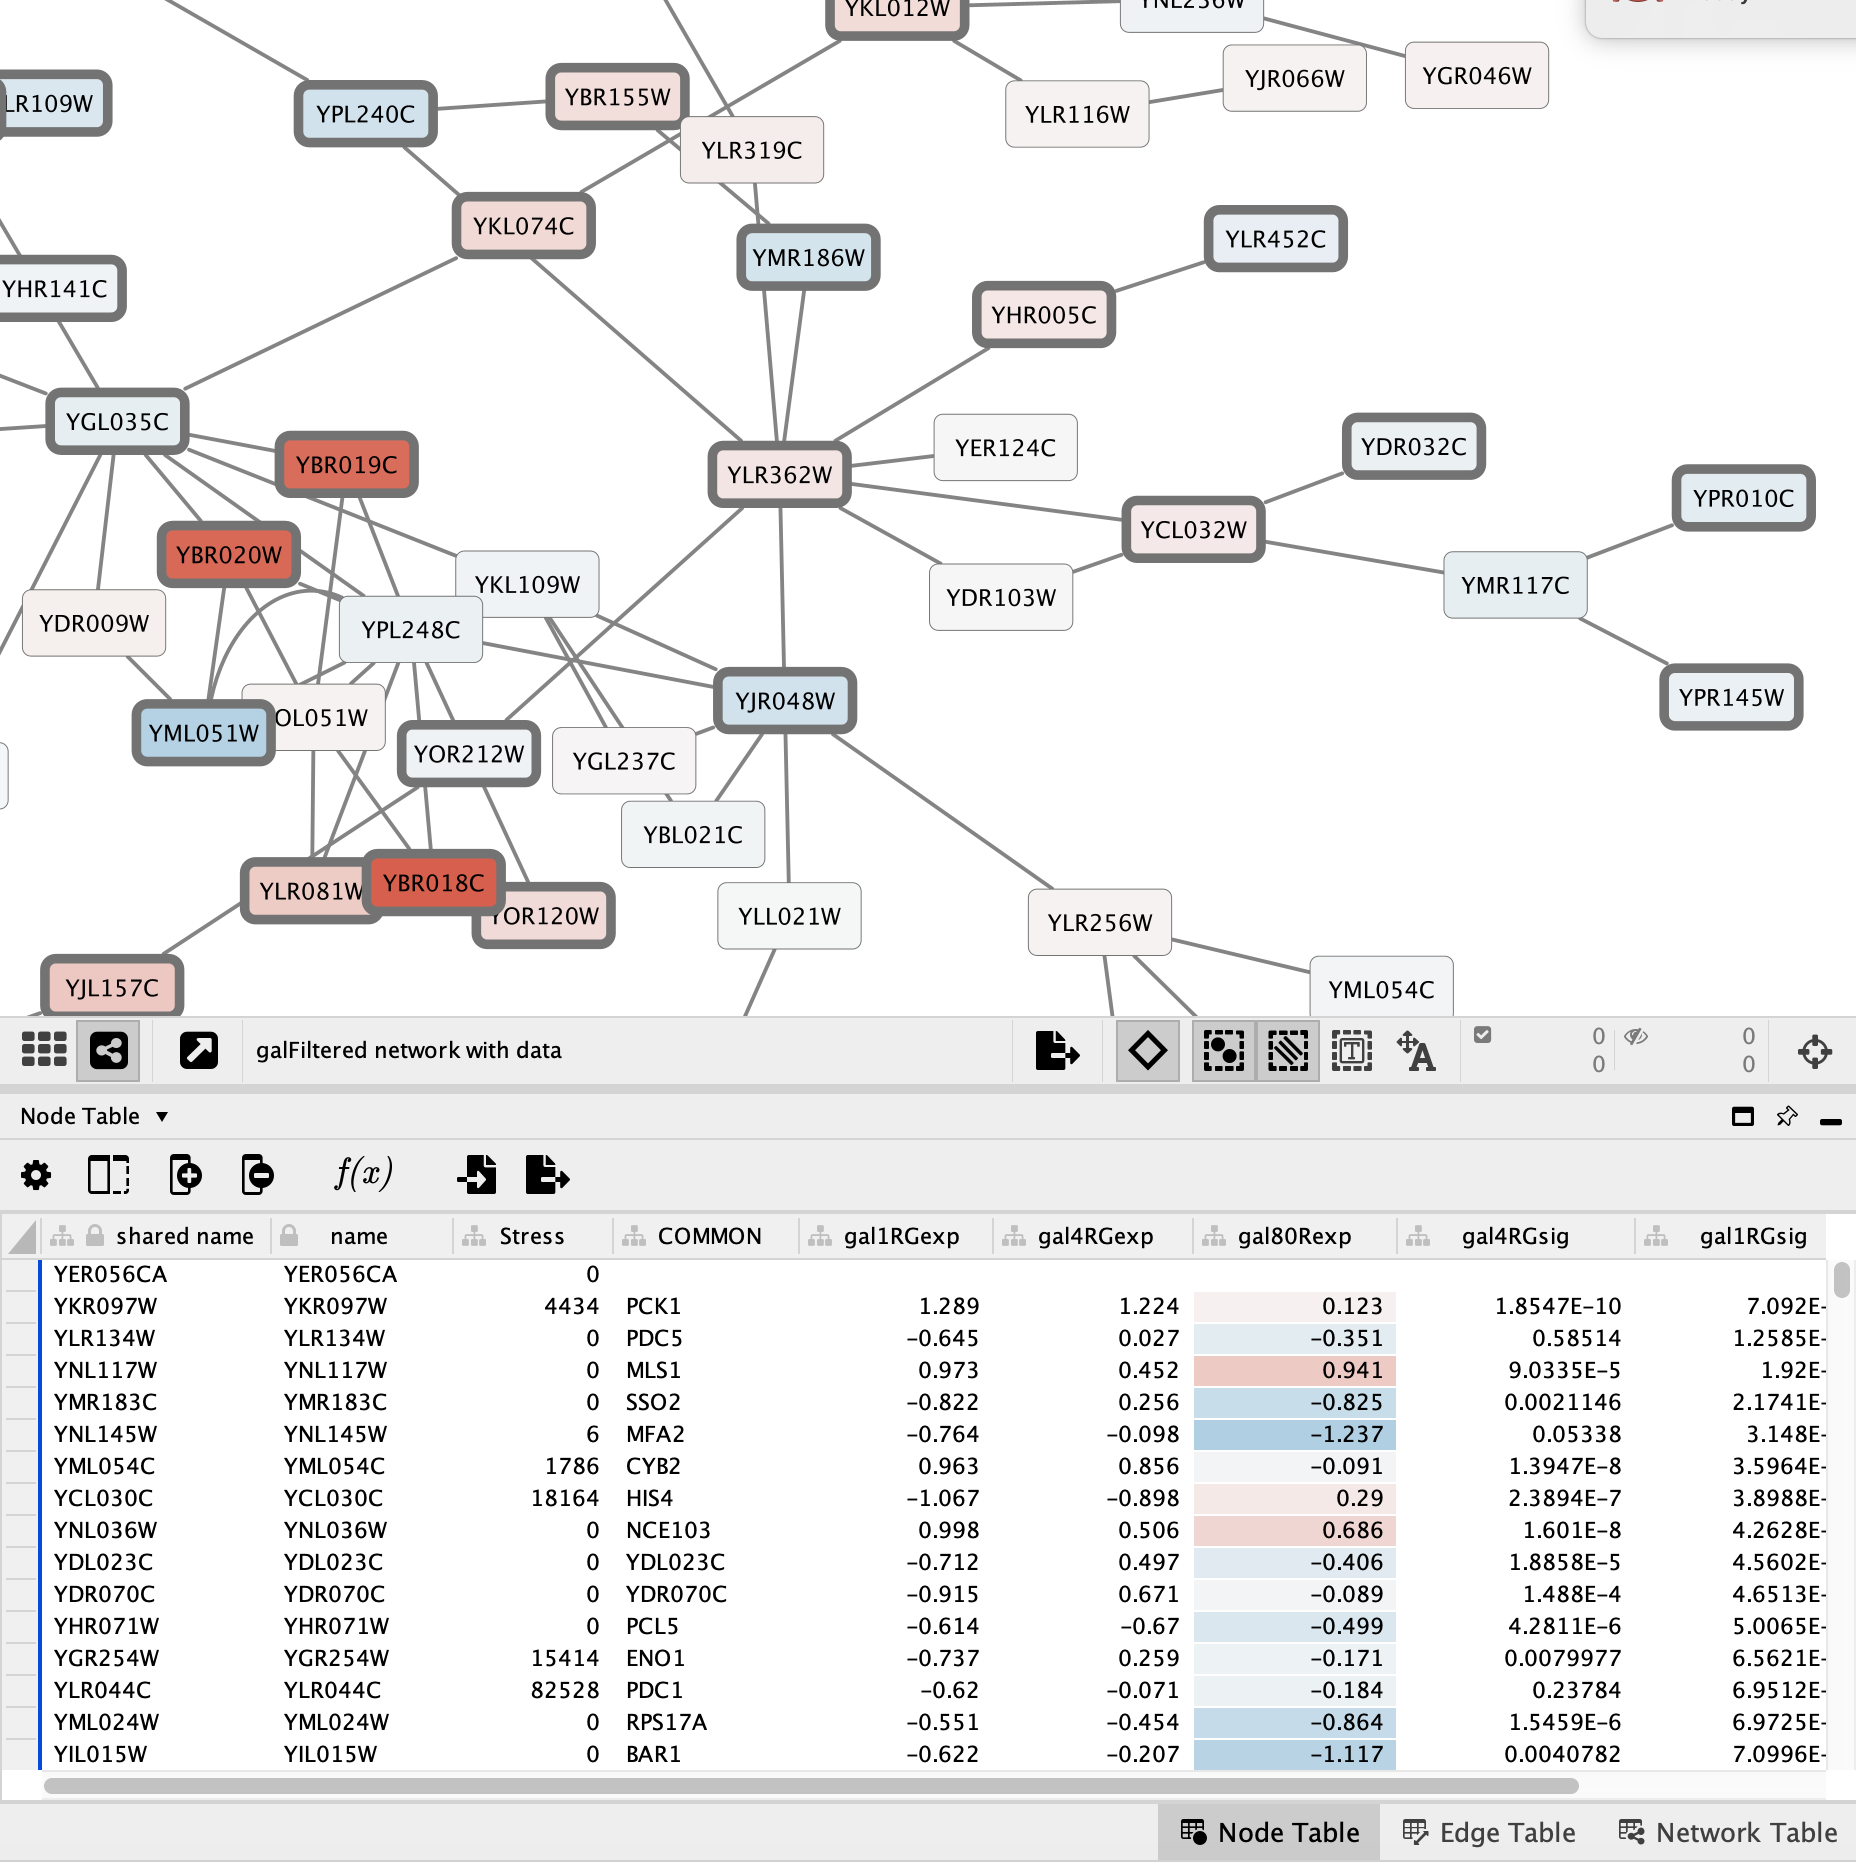 YKL012W
YLR109W
YPL240C
YBR155W
YLR319C
YLR116W
YJR066W
YGR046W
YKL074C
YMR186W
YLR452C
YHR141C
YHR005C
YGL035C
YBR019C
YLR362W
YER124C
YDR032C
YPR010C
YBR020W
YCL032W
YKL109W
YDR103W
YMR117C
YDR009W
YPL248C
YML051W
OL051W
YOR212W
YGL237C
YJR048W
YPR145W
YBL021C
YLR081W
YBR018C
YOR120W
YLL021W
YLR256W
YJL157C
YML054C
galFiltered network with data
0 0
0 0
Node Table
f(x)
shared name name Stress COMMON gal1RGexp gal4RGexp gal80Rexp gal4RGsig gal1RGsig
YER056CA YER056CA 0
YKR097W YKR097W 4434 PCK1 1.289 1.224 0.123 1.8547E-10 7.092E-
YLR134W YLR134W 0 PDC5 -0.645 0.027 -0.351 0.58514 1.2585E-
YNL117W YNL117W 0 MLS1 0.973 0.452 0.941 9.0335E-5 1.92E-
YMR183C YMR183C 0 SSO2 -0.822 0.256 -0.825 0.0021146 2.1741E-
YNL145W YNL145W 6 MFA2 -0.764 -0.098 -1.237 0.05338 3.148E-
YML054C YML054C 1786 CYB2 0.963 0.856 -0.091 1.3947E-8 3.5964E-
YCL030C YCL030C 18164 HIS4 -1.067 -0.898 0.29 2.3894E-7 3.8988E-
YNL036W YNL036W 0 NCE103 0.998 0.506 0.686 1.601E-8 4.2628E-
YDL023C YDL023C 0 YDL023C -0.712 0.497 -0.406 1.8858E-5 4.5602E-
YDR070C YDR070C 0 YDR070C -0.915 0.671 -0.089 1.488E-4 4.6513E-
YHR071W YHR071W 0 PCL5 -0.614 -0.67 -0.499 4.2811E-6 5.0065E-
YGR254W YGR254W 15414 ENO1 -0.737 0.259 -0.171 0.0079977 6.5621E-
YLR044C YLR044C 82528 PDC1 -0.62 -0.071 -0.184 0.23784 6.9512E-
YML024W YML024W 0 RPS17A -0.551 -0.454 -0.864 1.5459E-6 6.9725E-
YIL015W YIL015W 0 BAR1 -0.622 -0.207 -1.117 0.0040782 7.0996E-
Node Table Edge Table Network Table